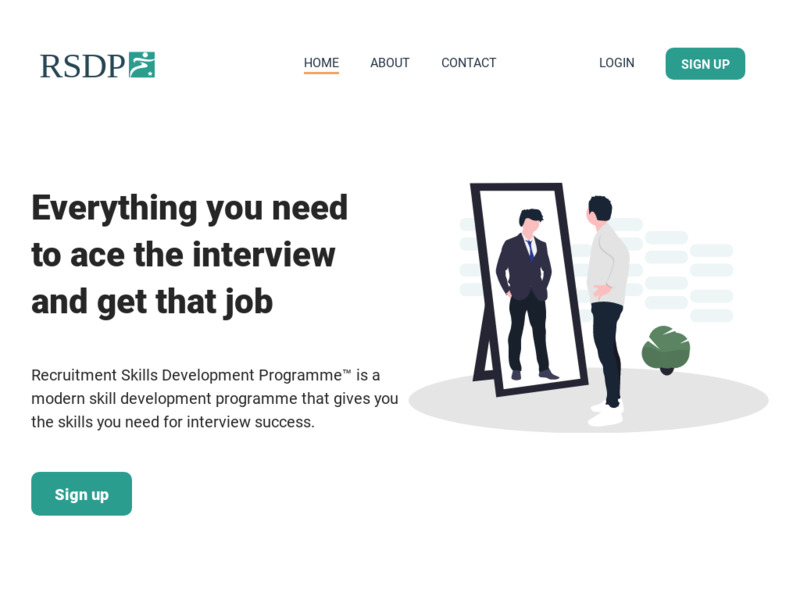 RSDP
HOME
ABOUT
CONTACT
LOGIN
SIGN UP
Everything you need
to ace the interview
and get that job
Recruitment Skills Development Programme™ is a
modern skill development programme that gives you
the skills you need for interview success.
Sign up